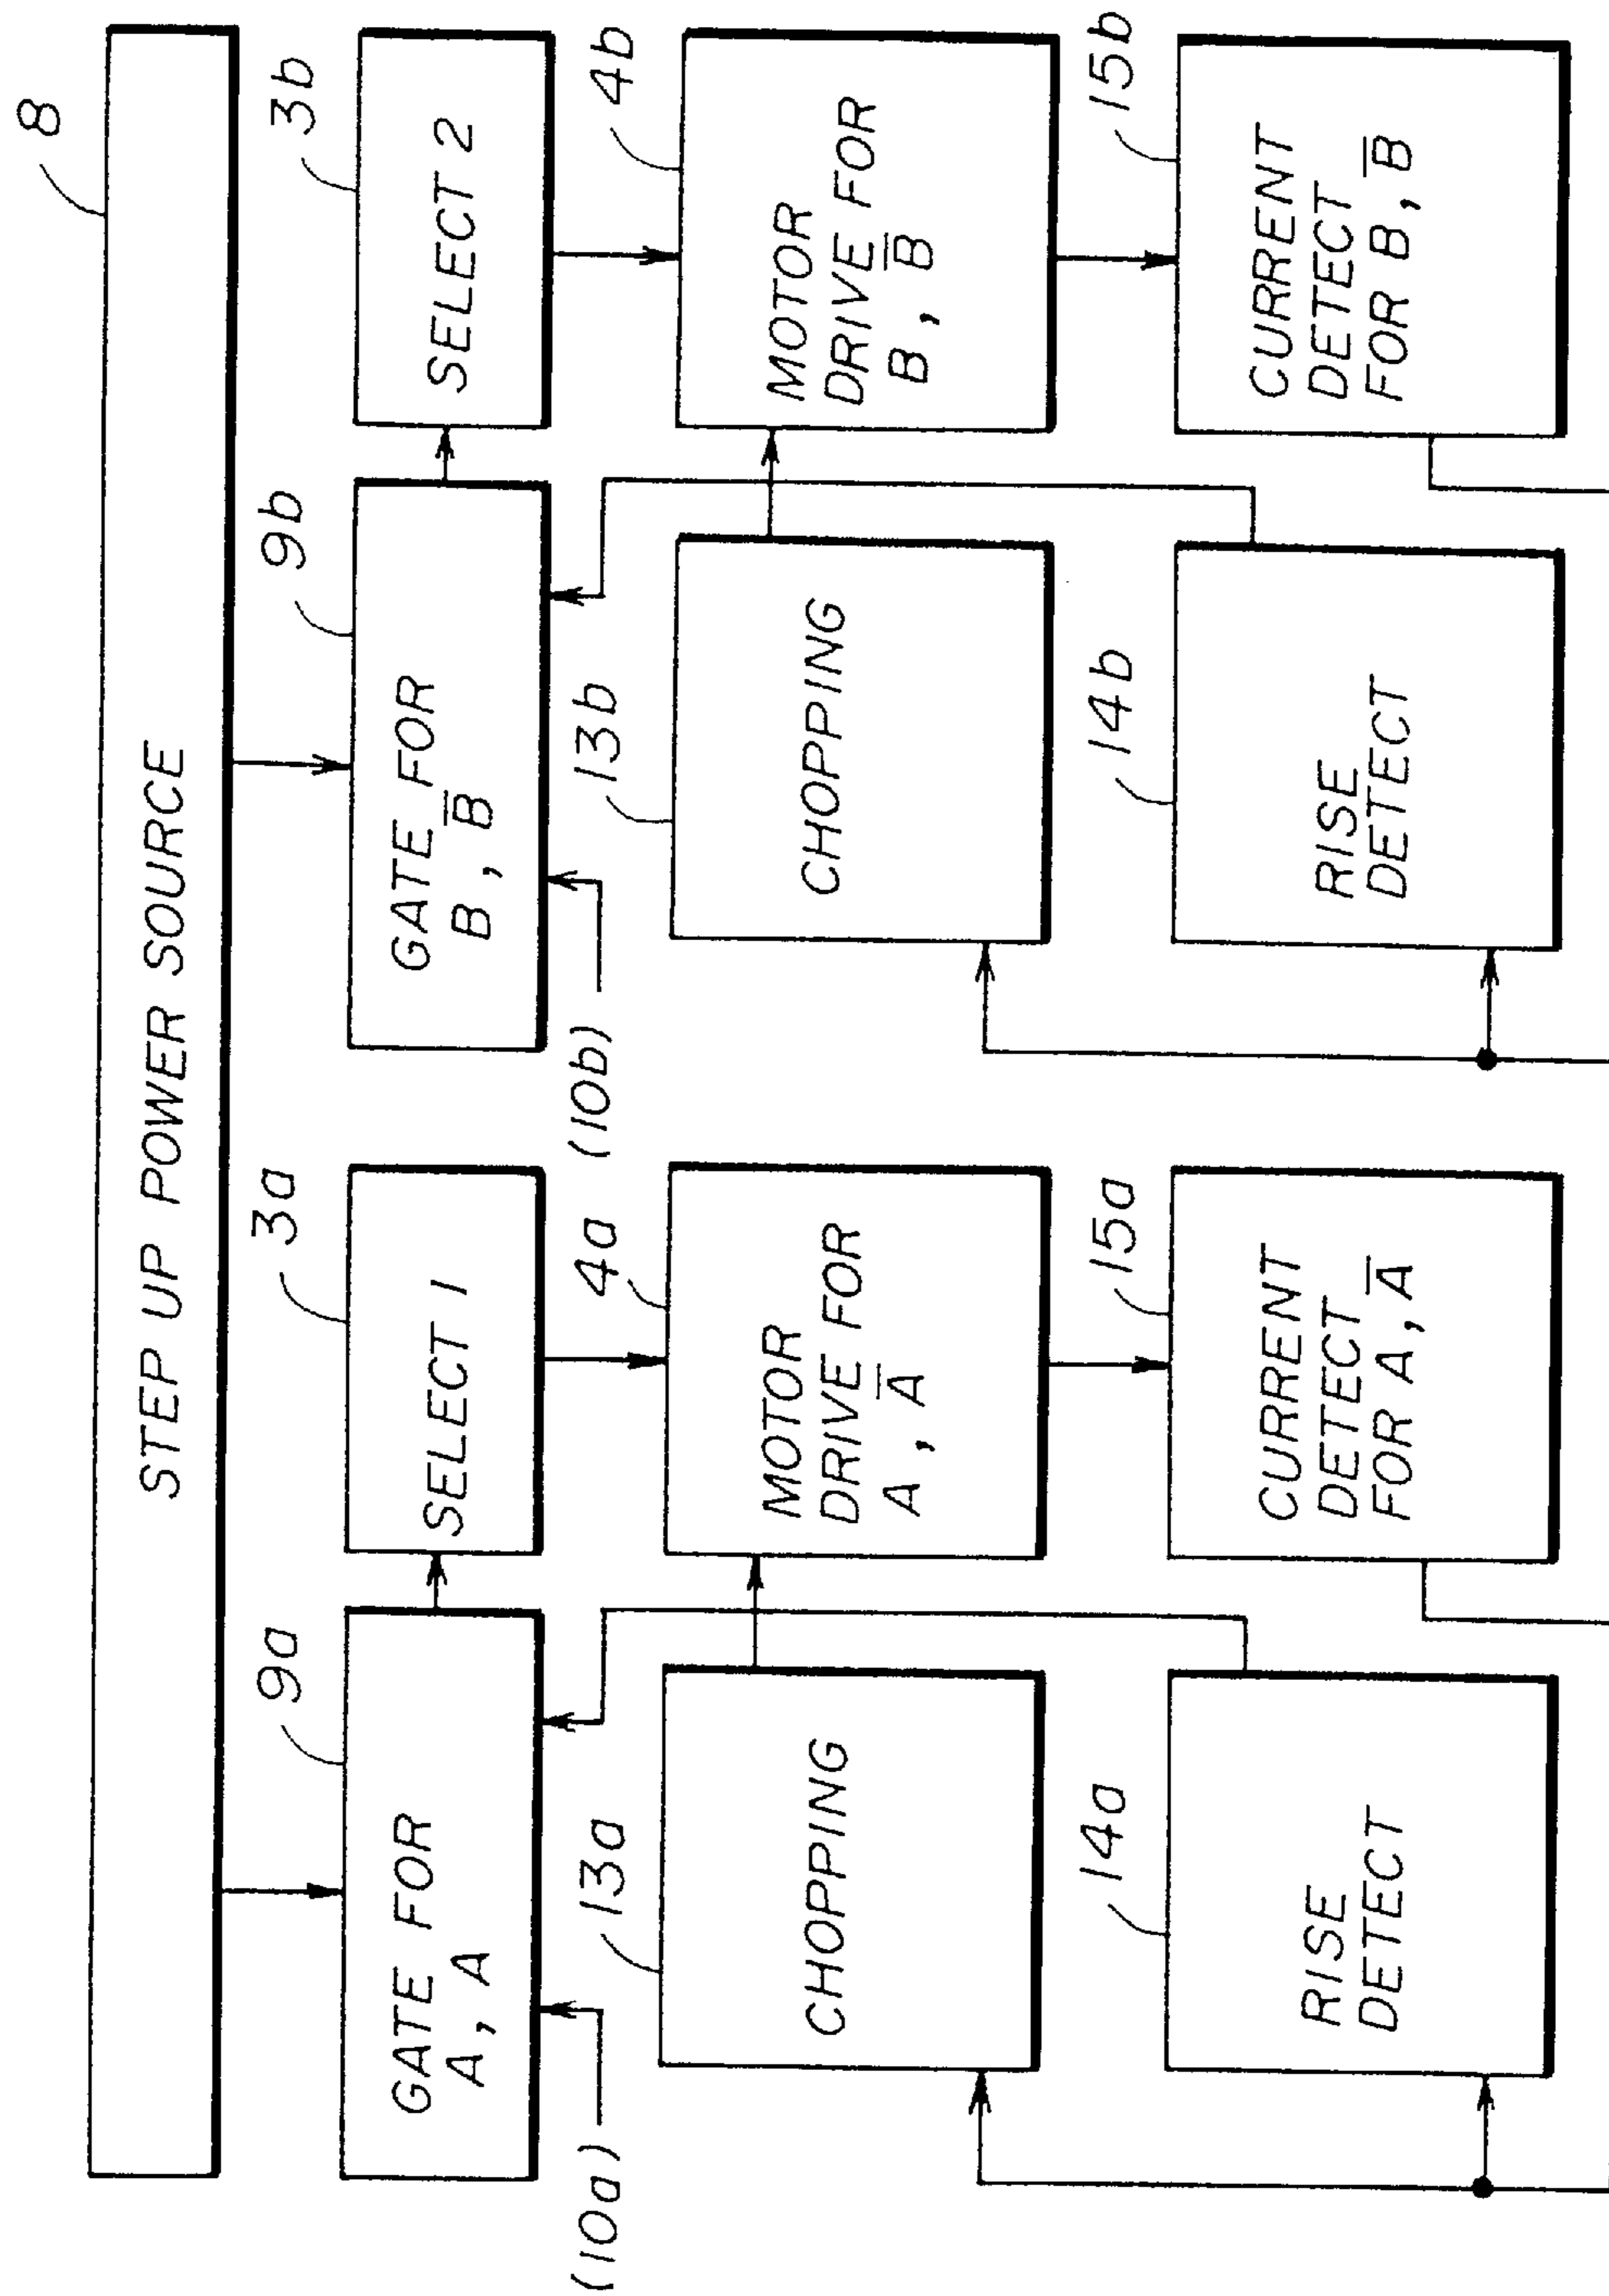 8
STEP UP POWER SOURCE
9a
3a
9b
3b
GATE FOR
A, A
SELECT 1
GATE FOR
B, B̅
SELECT 2
(10a)
13a
4a
(10b)
13b
4b
CHOPPING
MOTOR
DRIVE FOR
A, A̅
CHOPPING
MOTOR
DRIVE FOR
B, B̅
14a
15a
14b
15b
RISE
DETECT
CURRENT
DETECT
FOR A, A̅
RISE
DETECT
CURRENT
DETECT
FOR B, B̅